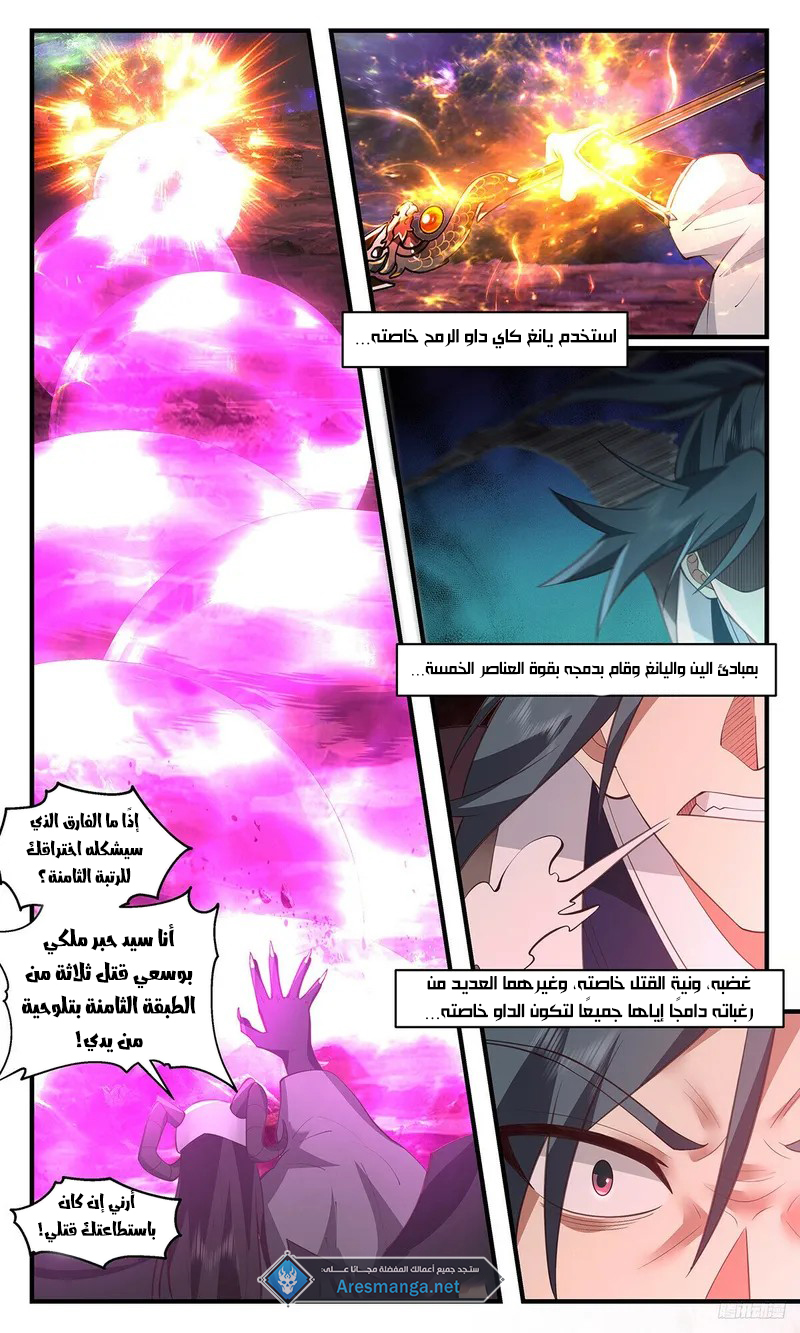 استخدم يانغ كاي داو الرمح خاصته...
بمبادئ الين واليانغ وقام بدمجه بقوة العناصر الخمسة...
غضبه، ونية القتل خاصته، وغيرهما العديد من
رغباته دامجًا إياها جميعًا لتكون الداو خاصته...
إذًا ما الفارق الذي
سيشكله اختراقك
للرتبة الثامنة؟
أنا سيد حبر ملكي
بوسعي قتل ثلاثة من
الطبقة الثامنة بتلويحة
من يدي!
أرني إن كان
باستطاعتك قتلي!
ستجد جميع أعمالك المفضلة مجانًا على:
Aresmanga.net